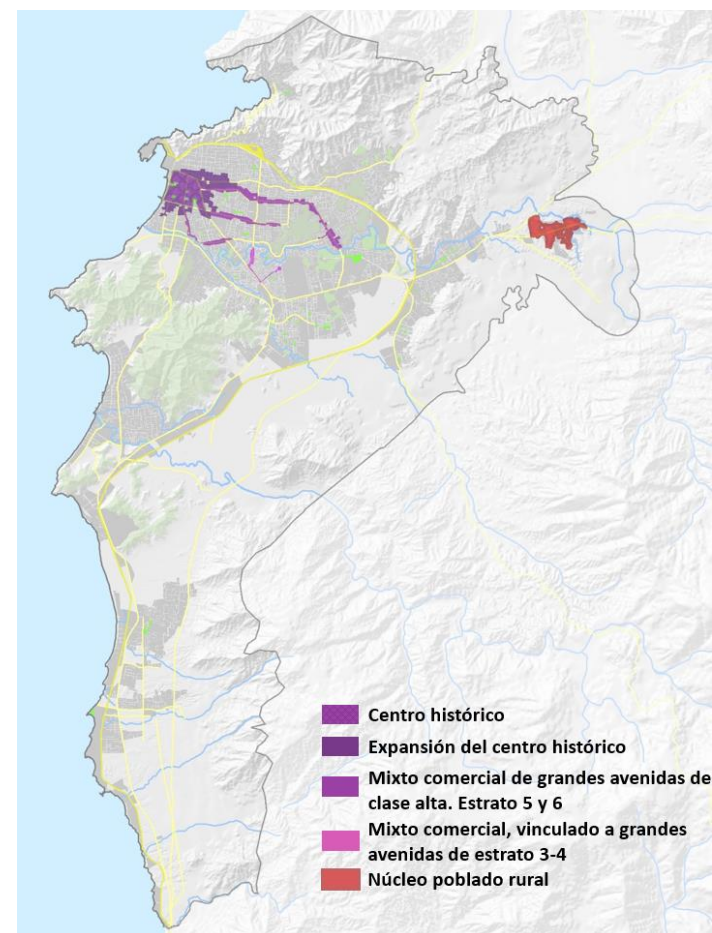 Centro histórico
Expansión del centro histórico
Mixto comercial de grandes avenidas de
clase alta. Estrato 5 y 6
Mixto comercial, vinculado a grandes
avenidas de estrato 3-4
Núcleo poblado rural